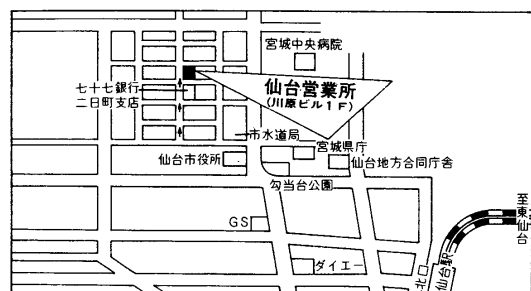 宮城中央病院
仙台営業所
(川原ビル1F)
七十七銀行
二日町支店
市水道局
宮城県庁
仙台市役所
仙台地方合同庁舎
勾当台公園
至東仙台
GS
ダイエー
北仙台駅